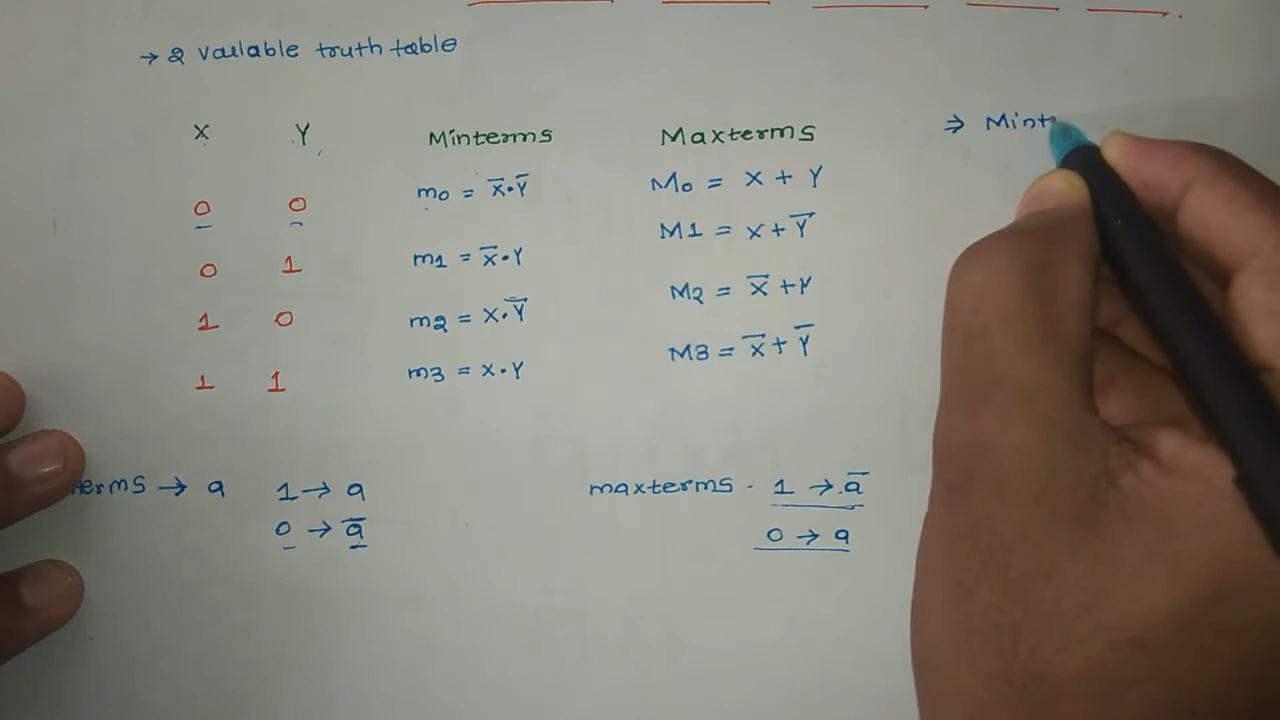 → 2 variable truth table
X Y Minterms Maxterms ⇒ Mint
0 0 m0 = X̅·Y̅ M0 = X + Y
0 1 m1 = X̅·Y M1 = X + Y̅
1 0 m2 = X·Y̅ M2 = X̅ + Y
1 1 m3 = X·Y M3 = X̅ + Y̅
terms → a 1 → a maxterms · 1 → a̅
0 → a̅ 0 → a